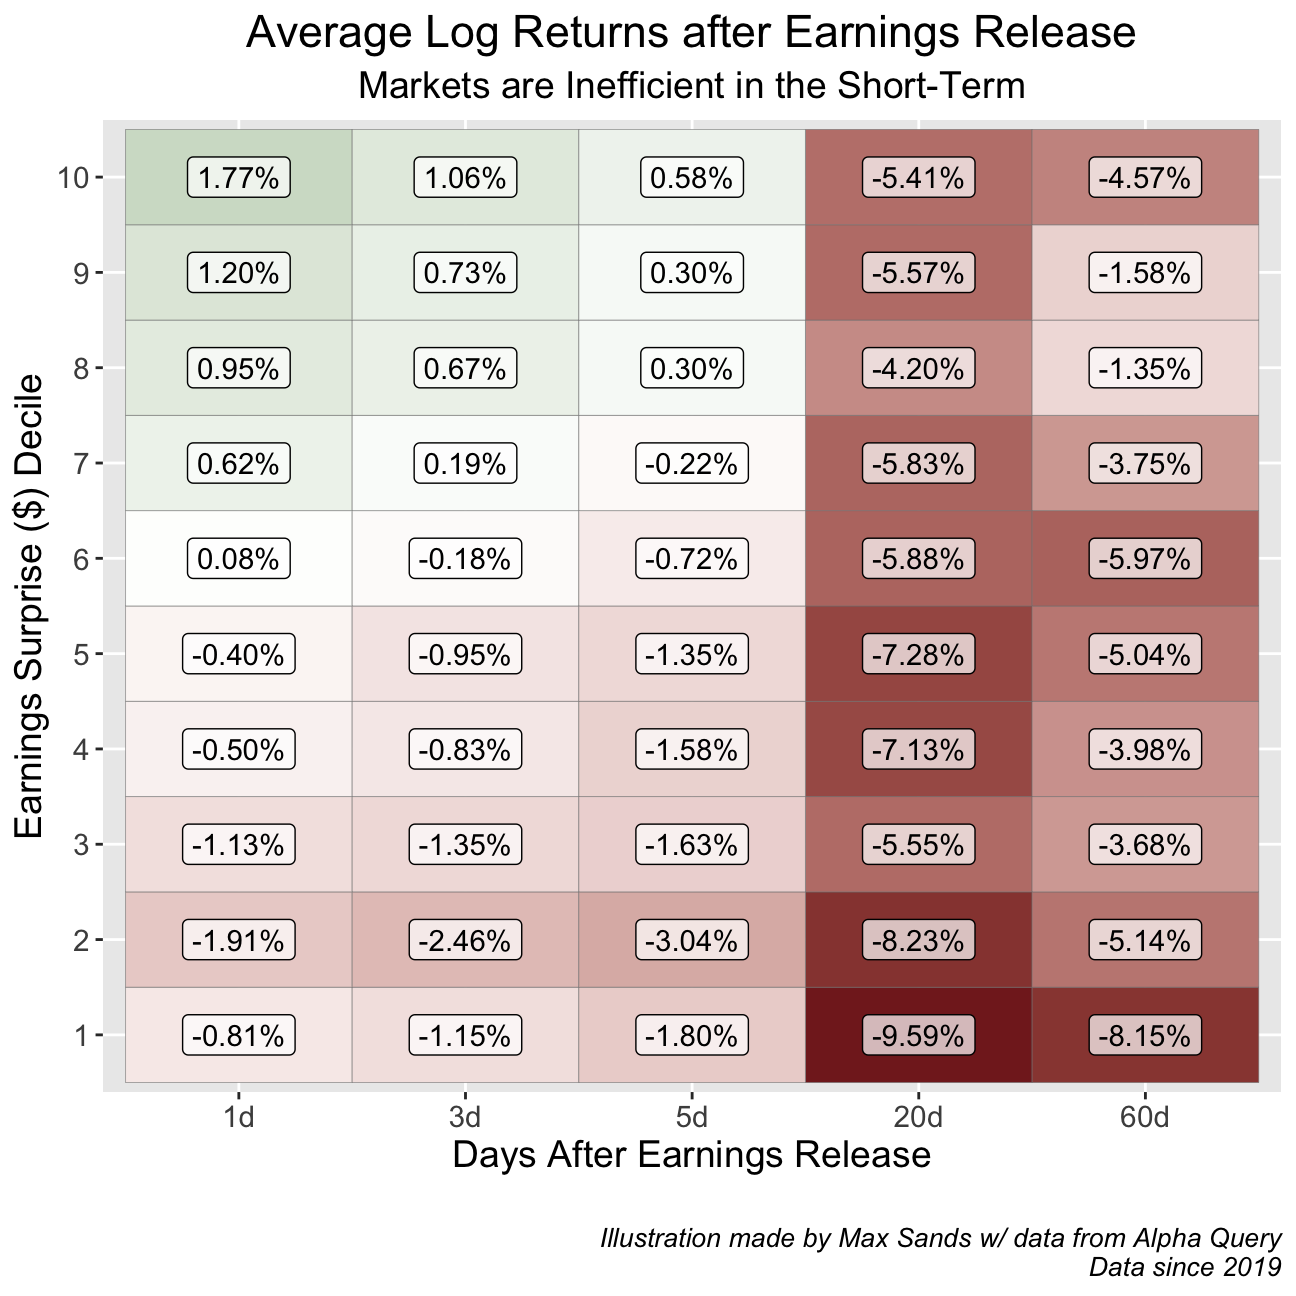 Average Log Returns after Earnings Release
Markets are Inefficient in the Short-Term
Earnings Surprise ($) Decile
10 1.77% 1.06% 0.58% -5.41% -4.57%
9 1.20% 0.73% 0.30% -5.57% -1.58%
8 0.95% 0.67% 0.30% -4.20% -1.35%
7 0.62% 0.19% -0.22% -5.83% -3.75%
6 0.08% -0.18% -0.72% -5.88% -5.97%
5 -0.40% -0.95% -1.35% -7.28% -5.04%
4 -0.50% -0.83% -1.58% -7.13% -3.98%
3 -1.13% -1.35% -1.63% -5.55% -3.68%
2 -1.91% -2.46% -3.04% -8.23% -5.14%
1 -0.81% -1.15% -1.80% -9.59% -8.15%
1d 3d 5d 20d 60d
Days After Earnings Release
Illustration made by Max Sands w/ data from Alpha Query
Data since 2019